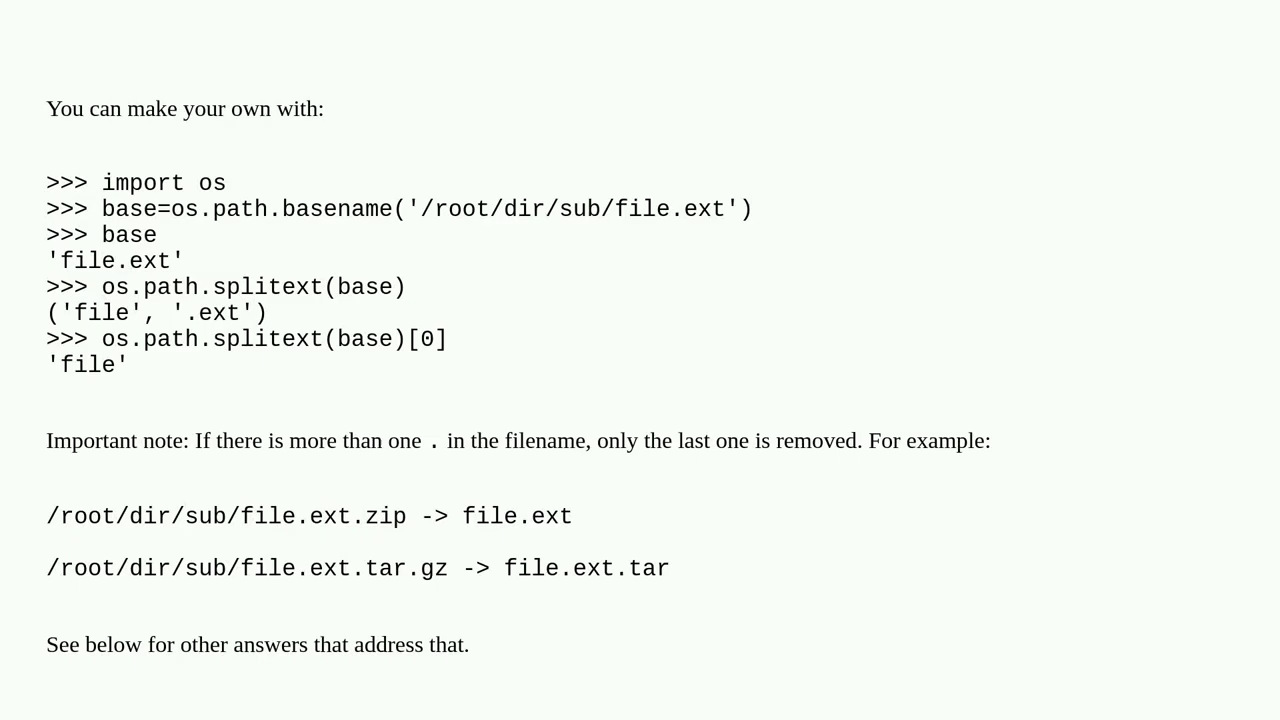 You can make your own with:
>>> import os
>>> base=os.path.basename('/root/dir/sub/file.ext')
>>> base
'file.ext'
>>> os.path.splitext(base)
('file', '.ext')
>>> os.path.splitext(base)[0]
'file'
Important note: If there is more than one . in the filename, only the last one is removed. For example:
/root/dir/sub/file.ext.zip -> file.ext
/root/dir/sub/file.ext.tar.gz -> file.ext.tar
See below for other answers that address that.